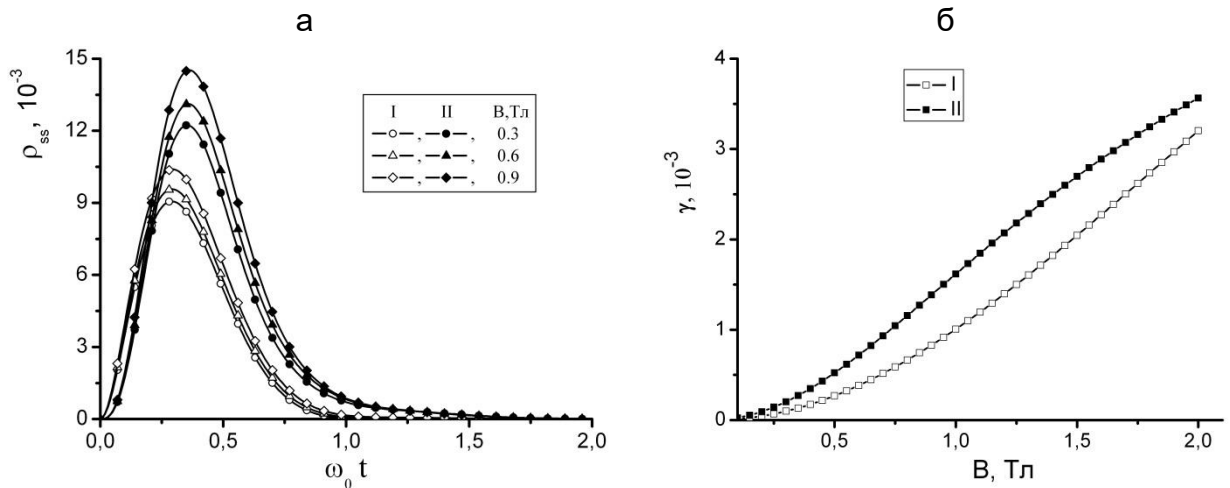 а
ρss, 10-3
15
12
9
6
3
0
0,0 0,5 1,0 1,5 2,0
ω0 t
I II B,Тл
, , 0.3
, , 0.6
, , 0.9
б
γ, 10-3
4
3
2
1
0
0,5 1,0 1,5 2,0
B, Тл
I
II